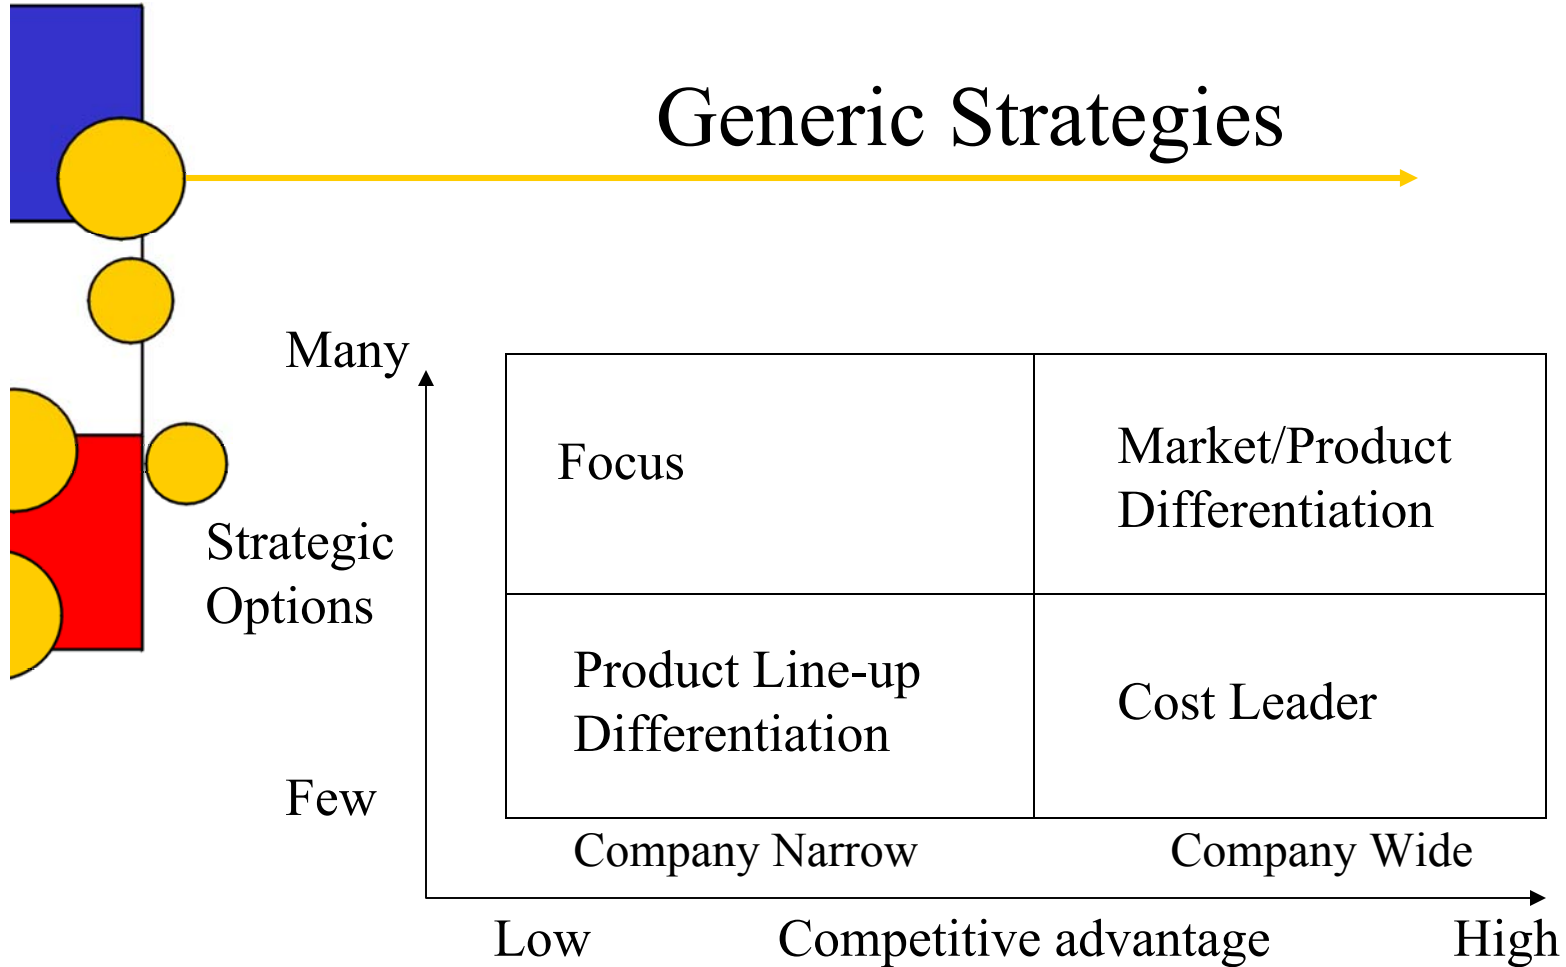 Generic Strategies
Many
Focus
Market/Product
Differentiation
Strategic
Options
Product Line-up
Differentiation
Cost Leader
Few
Company Narrow
Company Wide
Low
Competitive advantage
High